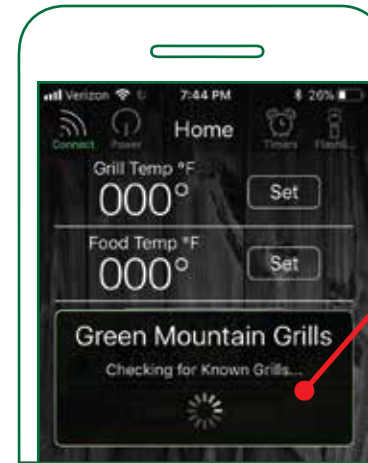 Verizon 7:44 PM 26%
Connect Power Home Timers
Grill Temp °F
000° Set
Food Temp °F
000° Set
Green Mountain Grills
Checking for Known Grills...